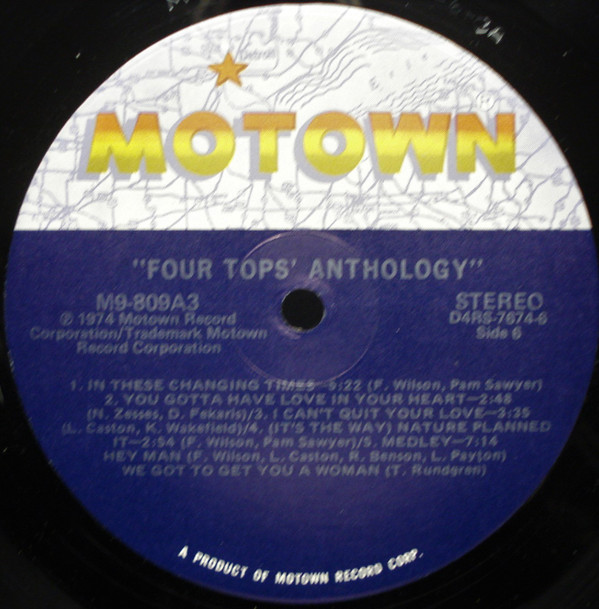 Detroit
ERIE
MOTOWN
®
"FOUR TOPS' ANTHOLOGY"
M9-809A3
℗ 1974 Motown Record
Corporation/Trademark Motown
Record Corporation
STEREO
D4RS-7674-6
Side 6
1. IN THESE CHANGING TIMES—5:22 (F. Wilson, Pam Sawyer)
2. YOU GOTTA HAVE LOVE IN YOUR HEART—2:48
(N. Zesses, D. Fekaris)/3. I CAN'T QUIT YOUR LOVE—3:35
(L. Caston, K. Wakefield)/4. (IT'S THE WAY) NATURE PLANNED
IT—2:54 (F. Wilson, Pam Sawyer)/5. MEDLEY—7:14
HEY MAN (F. Wilson, L. Caston, R. Benson, L. Payton)
WE GOT TO GET YOU A WOMAN (T. Rundgren)
A PRODUCT OF MOTOWN RECORD CORP.